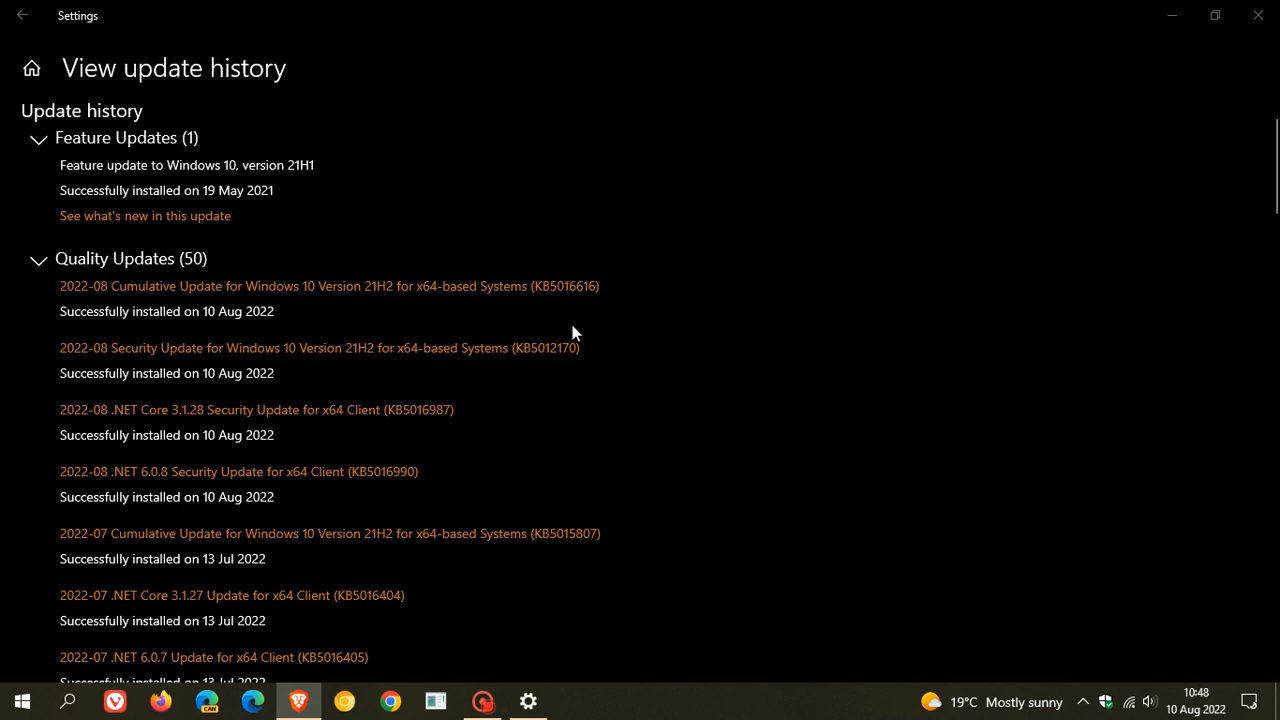 Settings
View update history
Update history
Feature Updates (1)
Feature update to Windows 10, version 21H1
Successfully installed on 19 May 2021
See what's new in this update
Quality Updates (50)
2022-08 Cumulative Update for Windows 10 Version 21H2 for x64-based Systems (KB5016616)
Successfully installed on 10 Aug 2022
2022-08 Security Update for Windows 10 Version 21H2 for x64-based Systems (KB5012170)
Successfully installed on 10 Aug 2022
2022-08 .NET Core 3.1.28 Security Update for x64 Client (KB5016987)
Successfully installed on 10 Aug 2022
2022-08 .NET 6.0.8 Security Update for x64 Client (KB5016990)
Successfully installed on 10 Aug 2022
2022-07 Cumulative Update for Windows 10 Version 21H2 for x64-based Systems (KB5015807)
Successfully installed on 13 Jul 2022
2022-07 .NET Core 3.1.27 Update for x64 Client (KB5016404)
Successfully installed on 13 Jul 2022
2022-07 .NET 6.0.7 Update for x64 Client (KB5016405)
Successfully installed on 13 Jul 2022
CAN
19°C Mostly sunny
10:48
10 Aug 2022